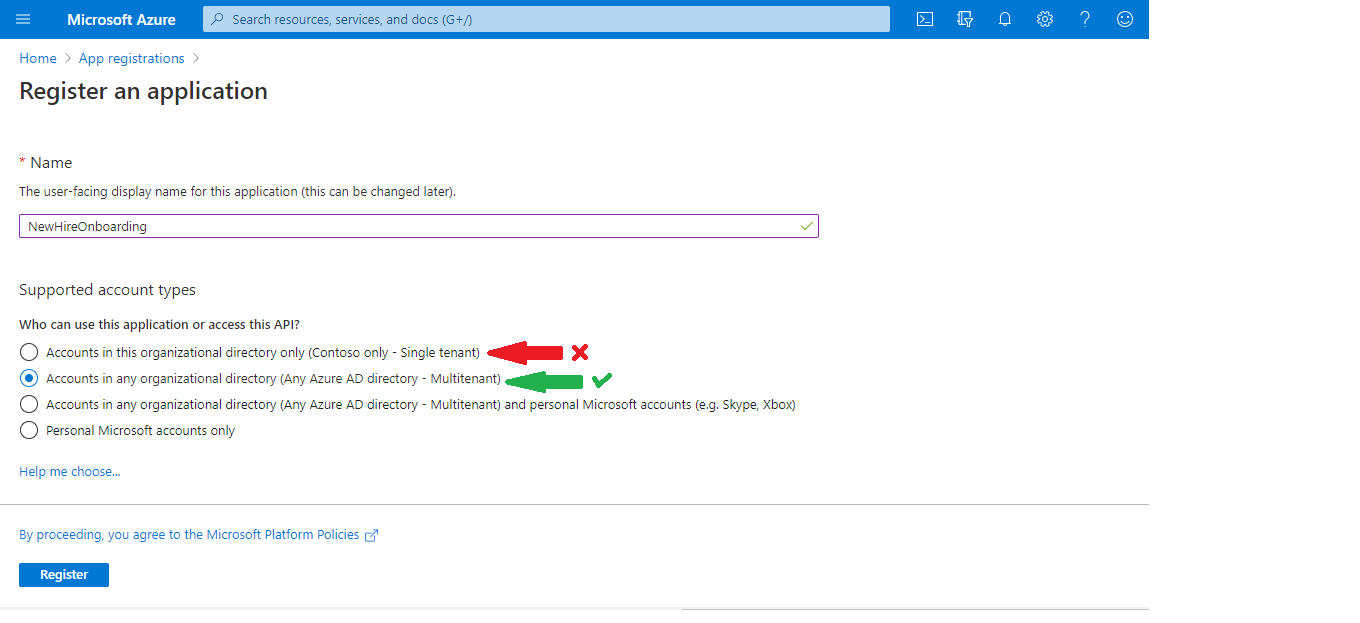 Microsoft Azure
Search resources, services, and docs (G+/)
Home > App registrations >
Register an application
* Name
The user-facing display name for this application (this can be changed later).
NewHireOnboarding
Supported account types
Who can use this application or access this API?
Accounts in this organizational directory only (Contoso only - Single tenant)
Accounts in any organizational directory (Any Azure AD directory - Multitenant)
Accounts in any organizational directory (Any Azure AD directory - Multitenant) and personal Microsoft accounts (e.g. Skype, Xbox)
Personal Microsoft accounts only
Help me choose...
By proceeding, you agree to the Microsoft Platform Policies
Register